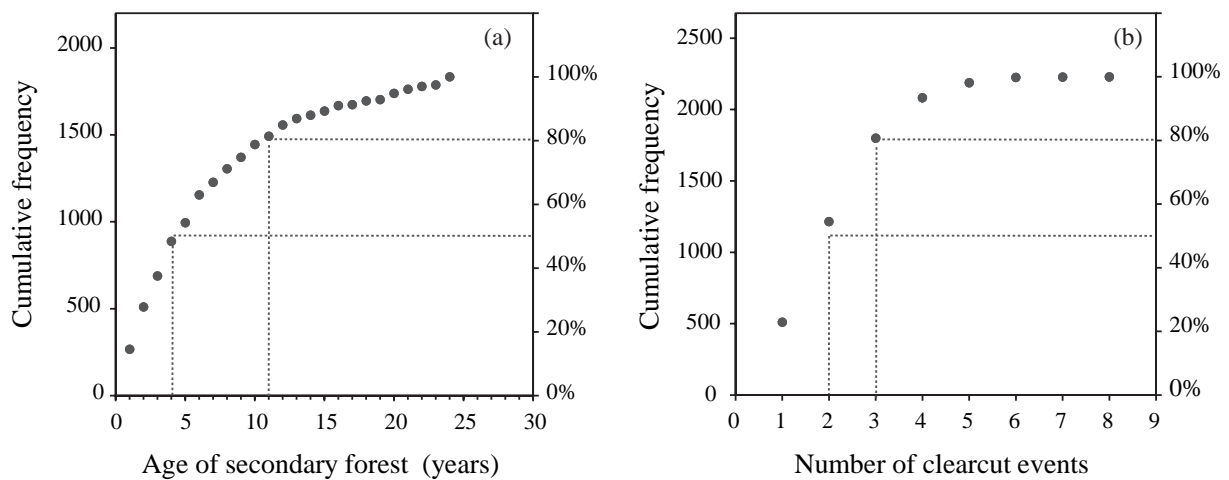 (a)
2000
1500
1000
500
0
100%
80%
60%
40%
20%
0%
0 5 10 15 20 25 30
Cumulative frequency
Age of secondary forest (years)
(b)
2500
2000
1500
1000
500
0
100%
80%
60%
40%
20%
0%
0 1 2 3 4 5 6 7 8 9
Cumulative frequency
Number of clearcut events